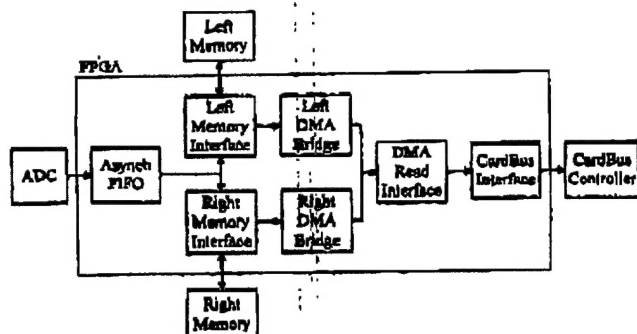 Left
Memory
FPGA
Left
Memory
Interface
Left
DMA
Bridge
ADC
Asynch
FIFO
DMA
Read
Interface
CardBus
Interface
CardBus
Controller
Right
Memory
Interface
Right
DMA
Bridge
Right
Memory